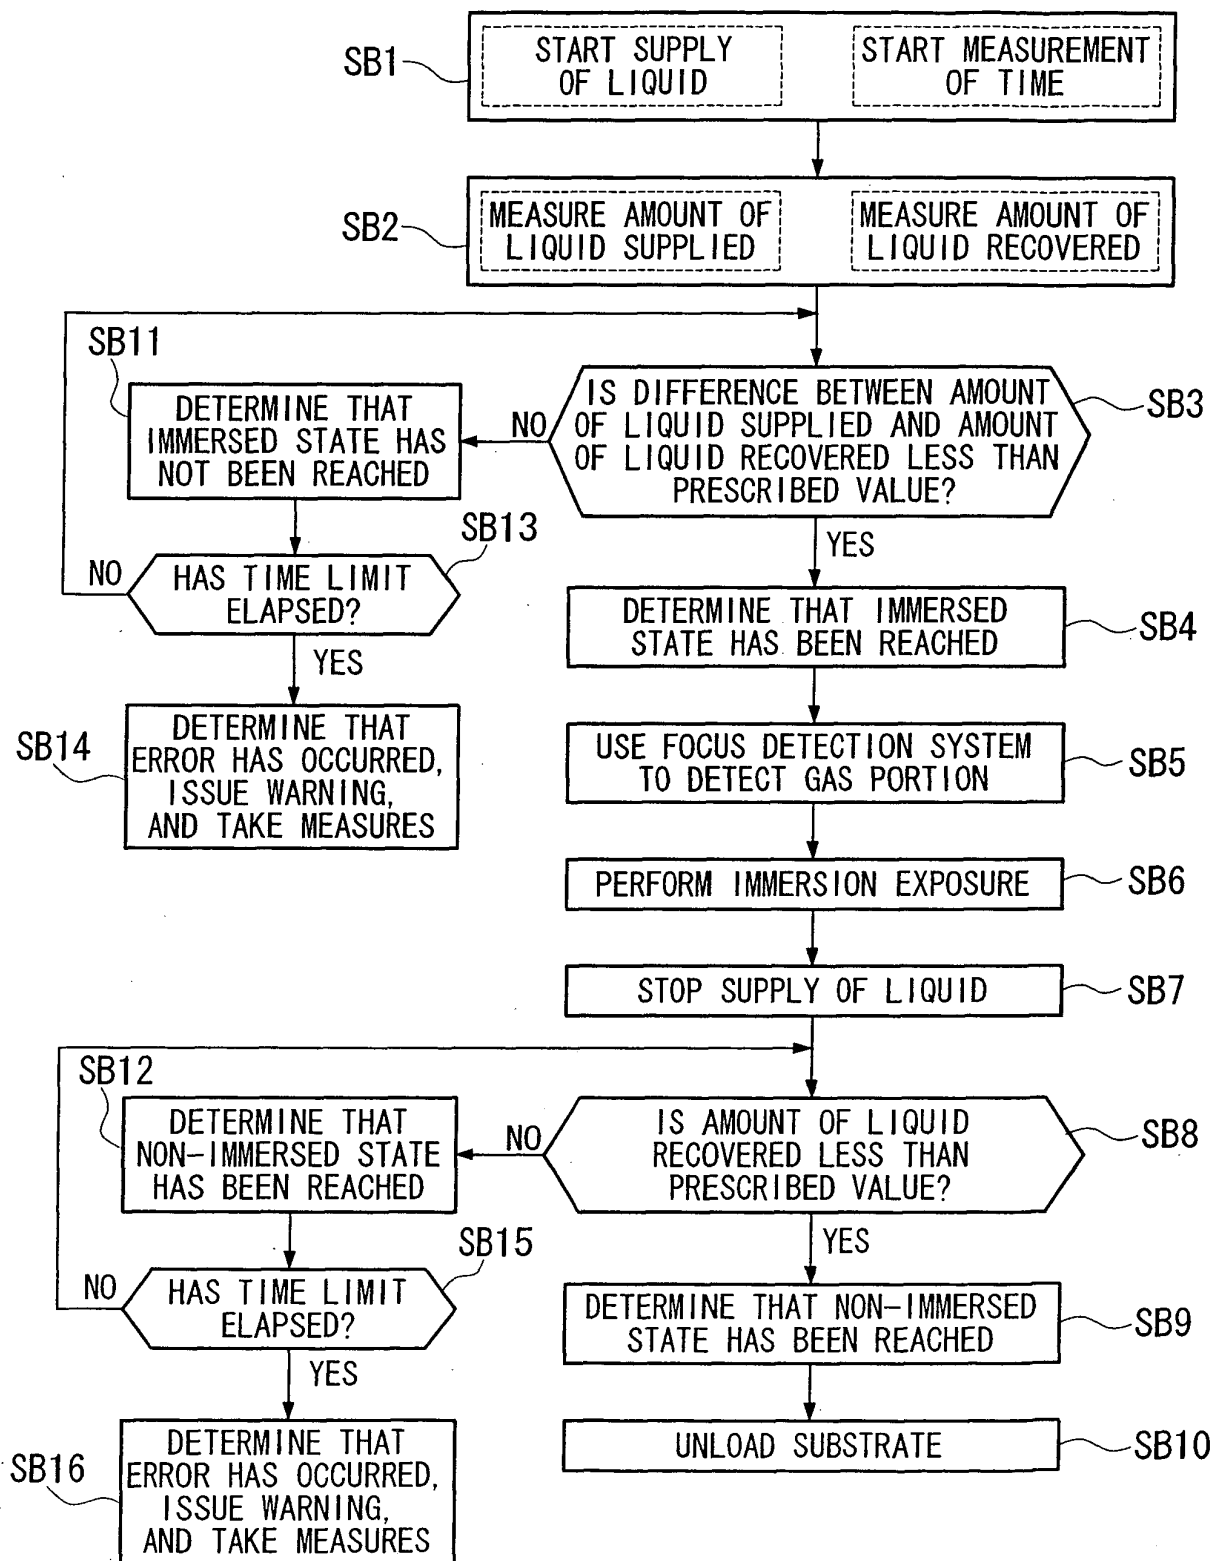 SB1
START SUPPLY
OF LIQUID
START MEASUREMENT
OF TIME
SB2
MEASURE AMOUNT OF
LIQUID SUPPLIED
MEASURE AMOUNT OF
LIQUID RECOVERED
SB3
IS DIFFERENCE BETWEEN AMOUNT
OF LIQUID SUPPLIED AND AMOUNT
OF LIQUID RECOVERED LESS THAN
PRESCRIBED VALUE?
NO
YES
SB11
DETERMINE THAT
IMMERSED STATE HAS
NOT BEEN REACHED
SB13
HAS TIME LIMIT
ELAPSED?
NO
YES
SB14
DETERMINE THAT
ERROR HAS OCCURRED,
ISSUE WARNING,
AND TAKE MEASURES
DETERMINE THAT IMMERSED
STATE HAS BEEN REACHED
SB4
USE FOCUS DETECTION SYSTEM
TO DETECT GAS PORTION
SB5
PERFORM IMMERSION EXPOSURE
SB6
STOP SUPPLY OF LIQUID
SB7
IS AMOUNT OF LIQUID
RECOVERED LESS THAN
PRESCRIBED VALUE?
SB8
NO
YES
SB12
DETERMINE THAT
NON-IMMERSED STATE
HAS BEEN REACHED
SB15
HAS TIME LIMIT
ELAPSED?
NO
YES
SB16
DETERMINE THAT
ERROR HAS OCCURRED,
ISSUE WARNING,
AND TAKE MEASURES
DETERMINE THAT NON-IMMERSED
STATE HAS BEEN REACHED
SB9
UNLOAD SUBSTRATE
SB10